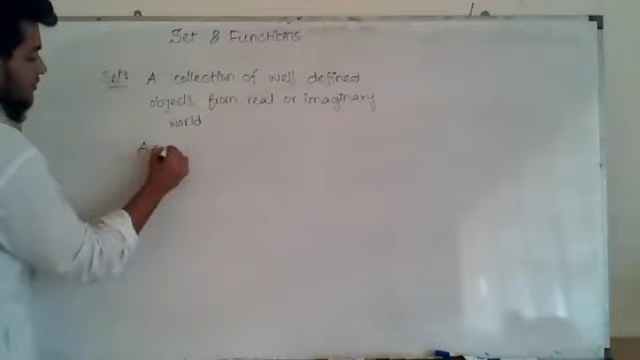 Set & Functions
Set: A collection of well defined
objects from real or imaginary
world
A